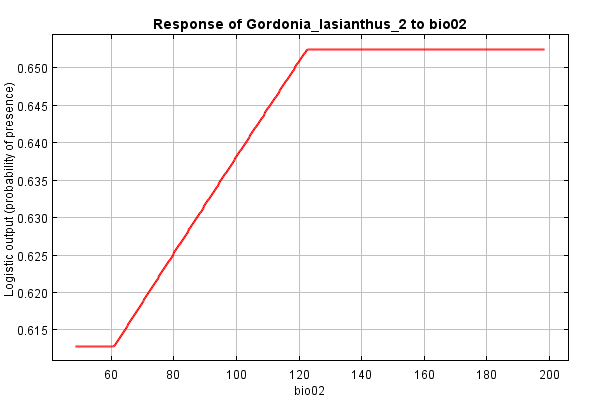 Response of Gordonia_lasianthus_2 to bio02
Logistic output (probability of presence)
0.650
0.645
0.640
0.635
0.630
0.625
0.620
0.615
60 80 100 120 140 160 180 200
bio02